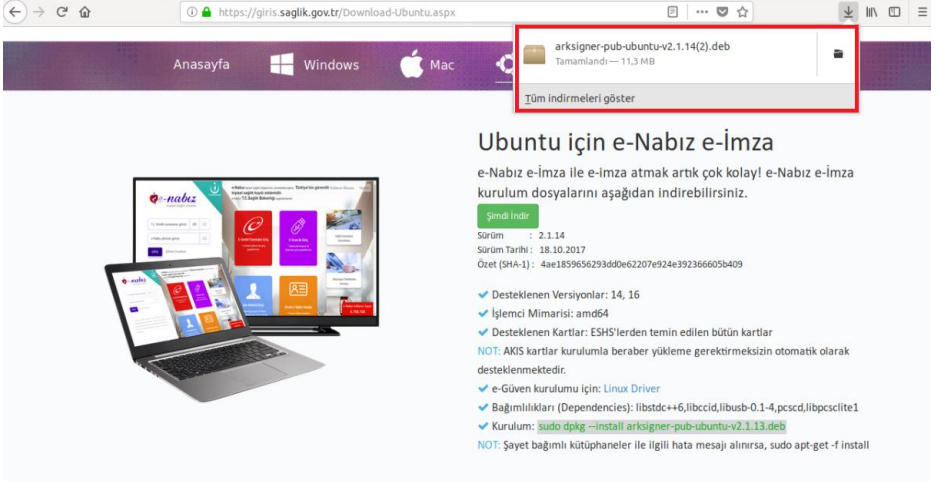 https://giris.saglik.gov.tr/Download-Ubuntu.aspx
arksigner-pub-ubuntu-v2.1.14(2).deb
Tamamlandı — 11,3 MB
Tüm indirmeleri göster
Anasayfa Windows Mac
Ubuntu için e-Nabız e-İmza
e-Nabız e-İmza ile e-imza atmak artık çok kolay! e-Nabız e-İmza
kurulum dosyalarını aşağıdan indirebilirsiniz.
Şimdi İndir
Sürüm : 2.1.14
Sürüm Tarihi : 18.10.2017
Özet (SHA-1) : 4ae1859656293dd0e62207e924e392366605b409
Desteklenen Versiyonlar: 14, 16
İşlemci Mimarisi: amd64
Desteklenen Kartlar: ESHS'lerden temin edilen bütün kartlar
NOT: AKIS kartlar kurulumla beraber yükleme gerektirmeksizin otomatik olarak
desteklenmektedir.
e-Güven kurulumu için: Linux Driver
Bağımlılıkları (Dependencies): libstdc++6,libccid,libusb-0.1-4,pcscd,libpcsclite1
Kurulum: sudo dpkg --install arksigner-pub-ubuntu-v2.1.13.deb
NOT: Şayet bağımlı kütüphaneler ile ilgili hata mesajı alınırsa, sudo apt-get -f install
e-nabız
e-nabız